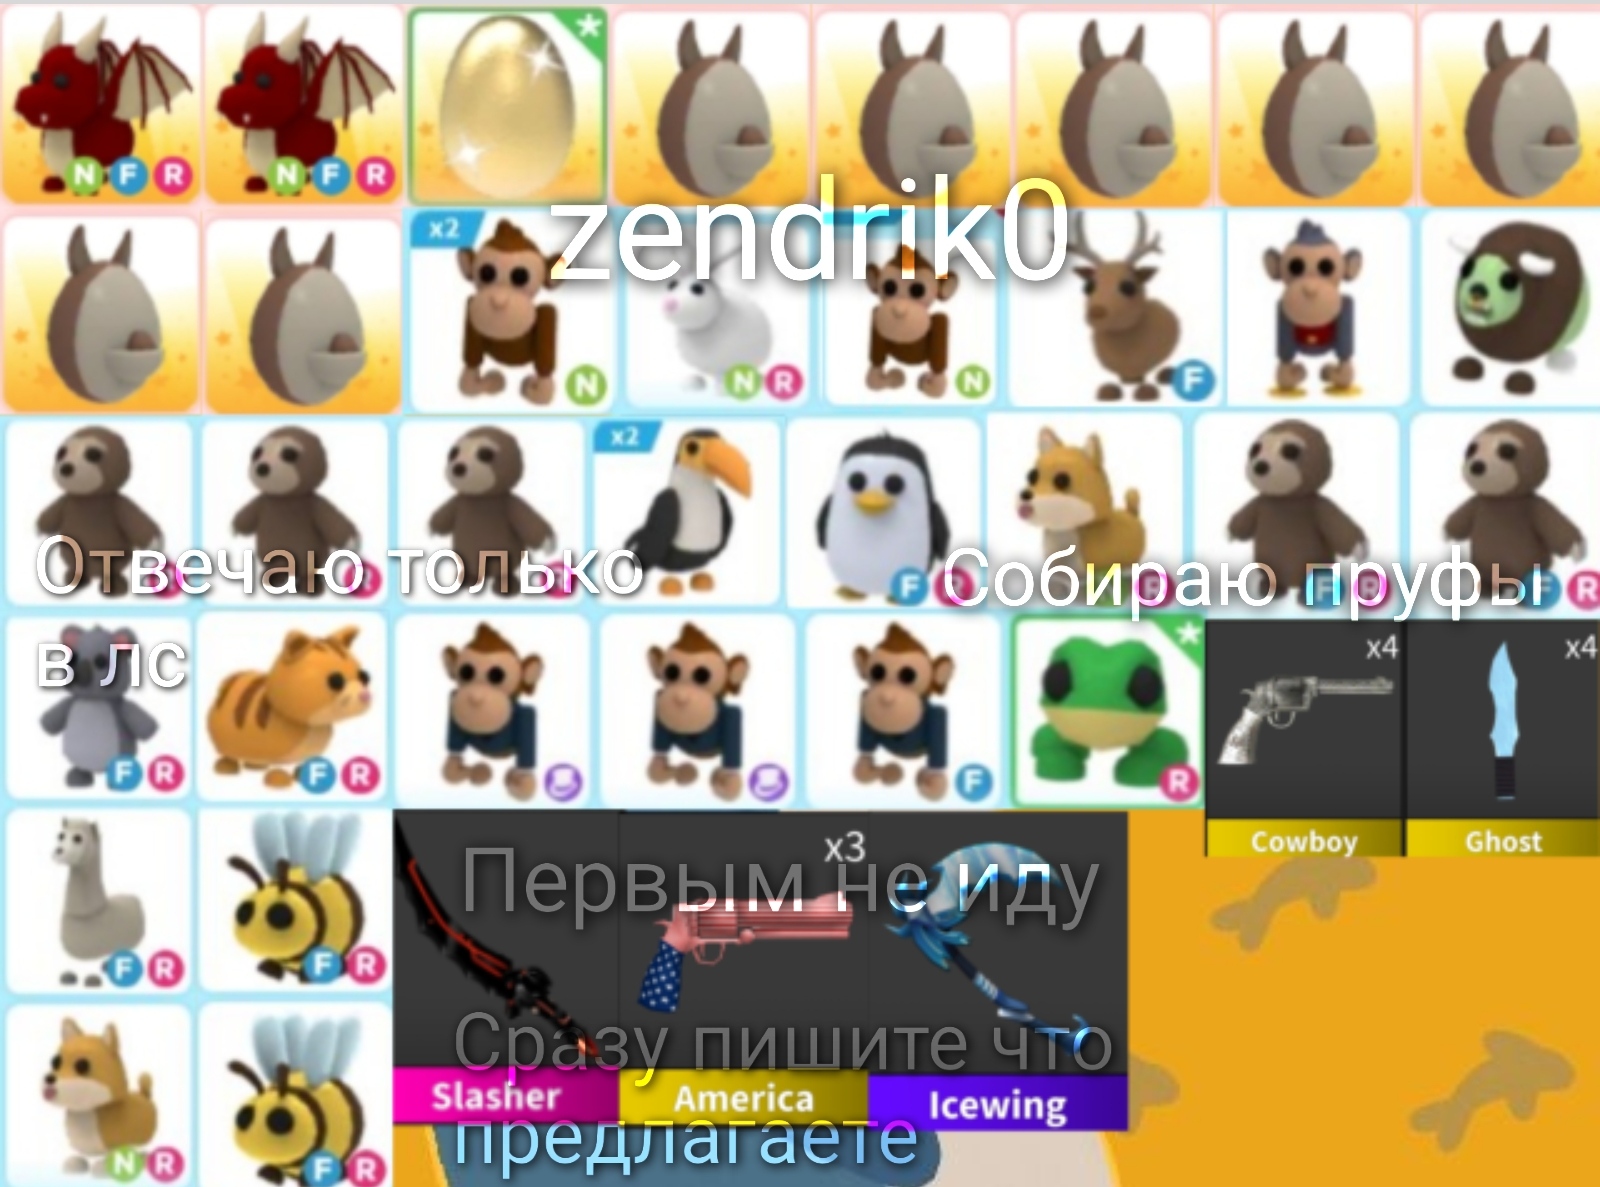 N F R
N F R
zendrik0
x2
N
N R
N
F
x2
R
R
R
F R
R
F R
F R
Отвечаю только
в лс
Собираю пруфы
F R
F R
F
R
x4
Cowboy
x4
Ghost
F R
F R
Первым не иду
x3
Сразу пишите что
предлагаете
Slasher
America
Icewing
N R
F R